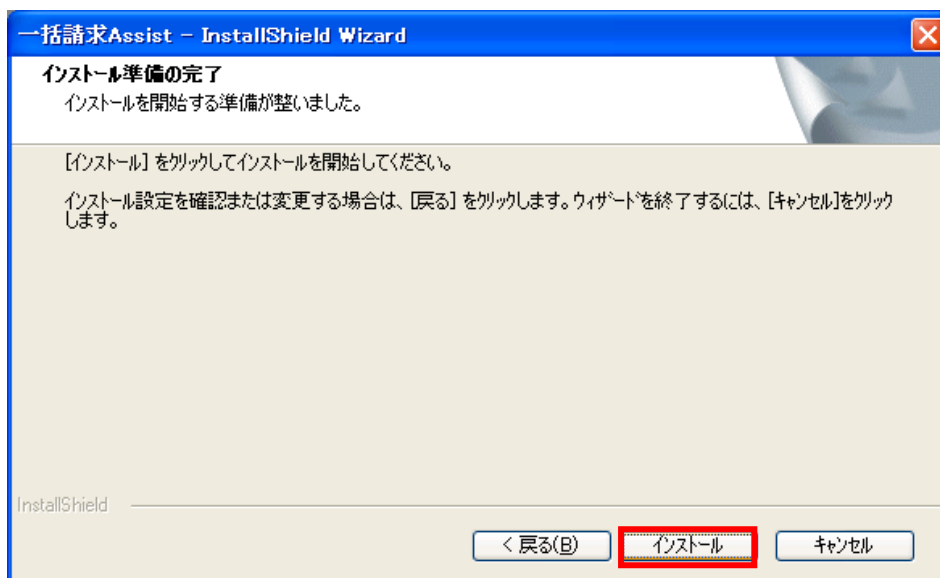 一括請求Assist - InstallShield Wizard
インストール準備の完了
インストールを開始する準備が整いました。
[インストール] をクリックしてインストールを開始してください。
インストール設定を確認または変更する場合は、[戻る] をクリックします。ウィザードを終了するには、[キャンセル]をクリック
します。
InstallShield
< 戻る(B)
インストール
キャンセル